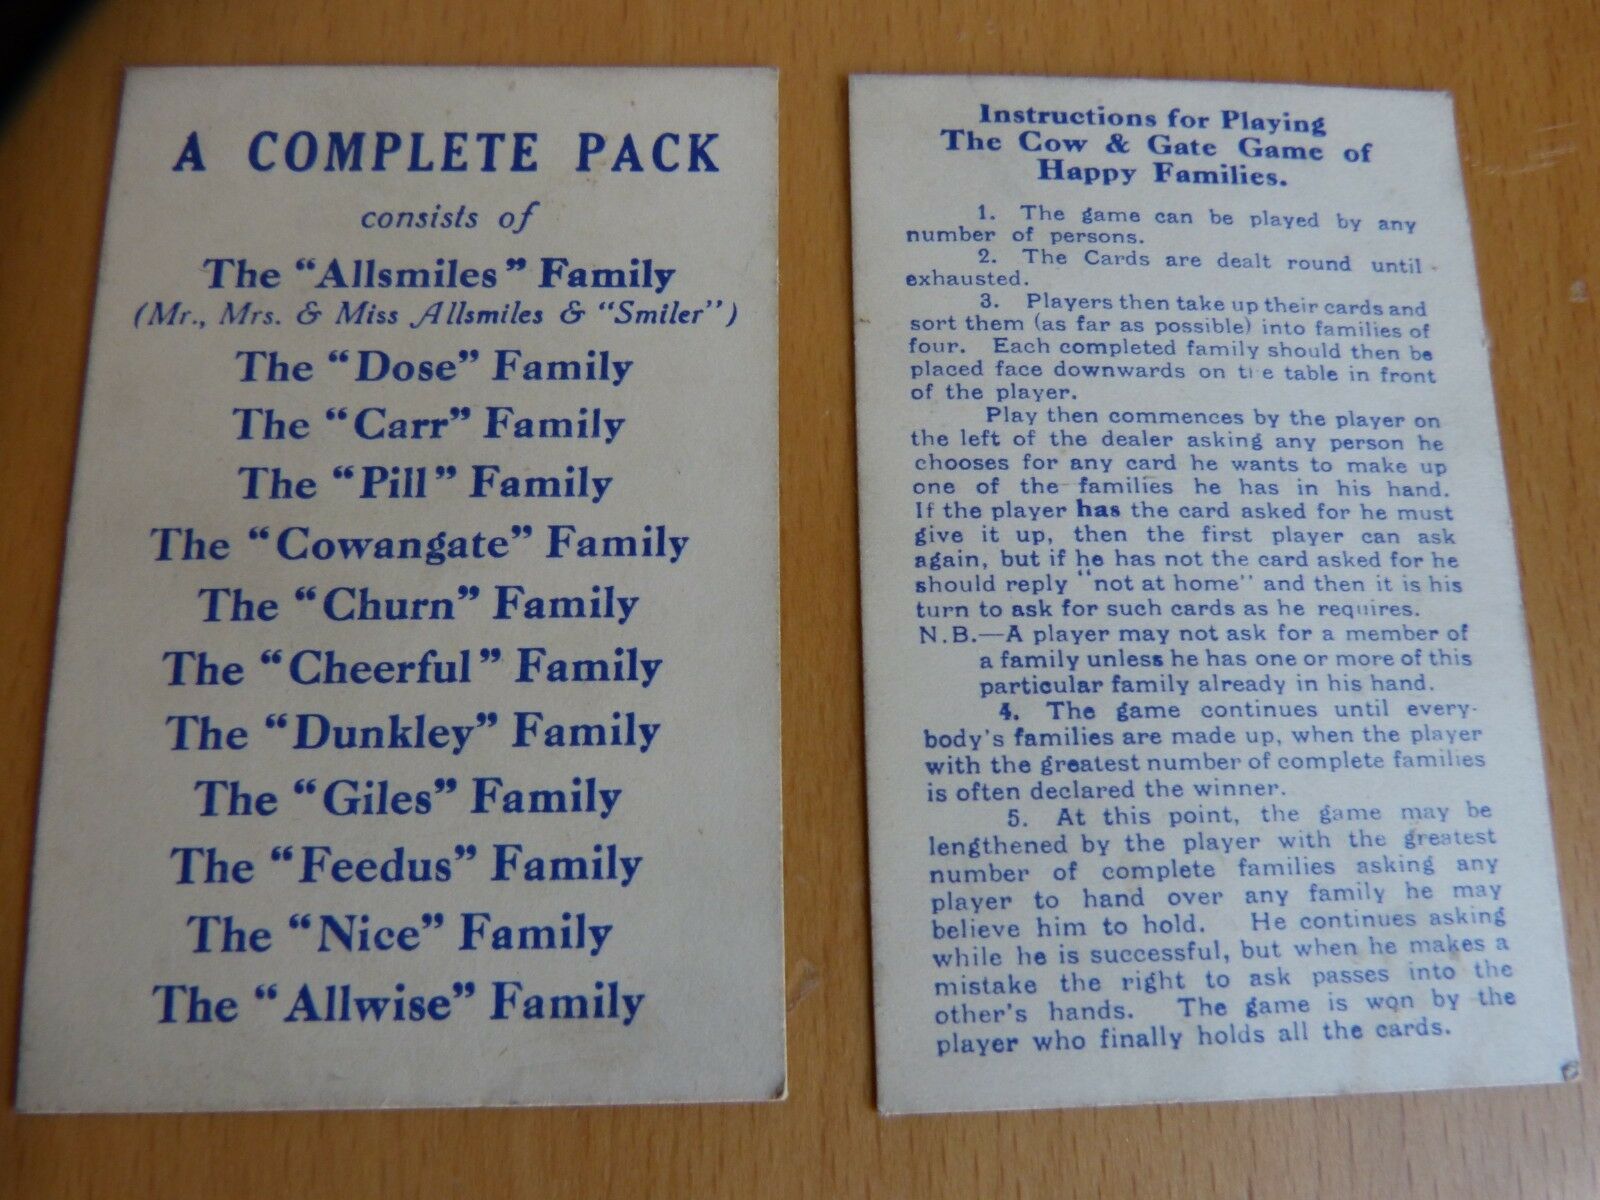 A COMPLETE PACK
consists of
The "Allsmiles" Family
(Mr., Mrs. & Miss Allsmiles & "Smiler")
The "Dose" Family
The "Carr" Family
The "Pill" Family
The "Cowangate" Family
The "Churn" Family
The "Cheerful" Family
The "Dunkley" Family
The "Giles" Family
The "Feedus" Family
The "Nice" Family
The "Allwise" Family
Instructions for Playing
The Cow & Gate Game of
Happy Families.
1. The game can be played by any
number of persons.
2. The Cards are dealt round until
exhausted.
3. Players then take up their cards and
sort them (as far as possible) into families of
four. Each completed family should then be
placed face downwards on the table in front
of the player.
Play then commences by the player on
the left of the dealer asking any person he
chooses for any card he wants to make up
one of the families he has in his hand.
If the player has the card asked for he must
give it up, then the first player can ask
again, but if he has not the card asked for he
should reply "not at home" and then it is his
turn to ask for such cards as he requires.
N.B.—A player may not ask for a member of
a family unless he has one or more of this
particular family already in his hand.
4. The game continues until every-
body's families are made up, when the player
with the greatest number of complete families
is often declared the winner.
5. At this point, the game may be
lengthened by the player with the greatest
number of complete families asking any
player to hand over any family he may
believe him to hold. He continues asking
while he is successful, but when he makes a
mistake the right to ask passes into the
other's hands. The game is won by the
player who finally holds all the cards.